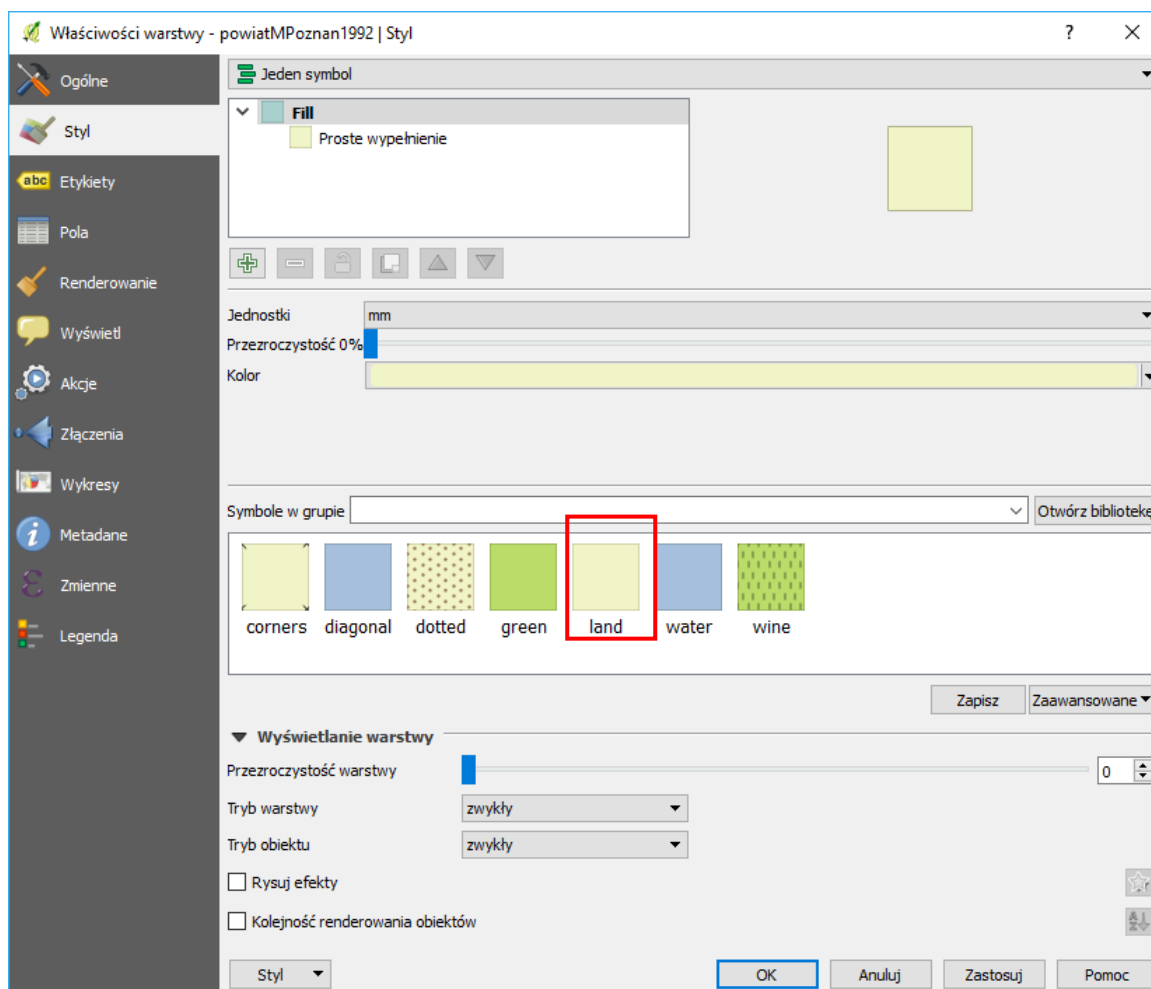 Właściwości warstwy - powiatMPoznan1992 | Styl
?
Ogólne
Styl
abc Etykiety
Pola
Renderowanie
Wyświetl
Akcje
Złączenia
Wykresy
Metadane
Zmienne
Legenda
Jeden symbol
Fill
Proste wypełnienie
Jednostki mm
Przezroczystość 0%
Kolor
Symbole w grupie Otwórz bibliotekę
corners diagonal dotted green land water wine
Zapisz Zaawansowane
Wyświetlanie warstwy
Przezroczystość warstwy 0
Tryb warstwy zwykły
Tryb obiektu zwykły
Rysuj efekty
Kolejność renderowania obiektów
Styl OK Anuluj Zastosuj Pomoc